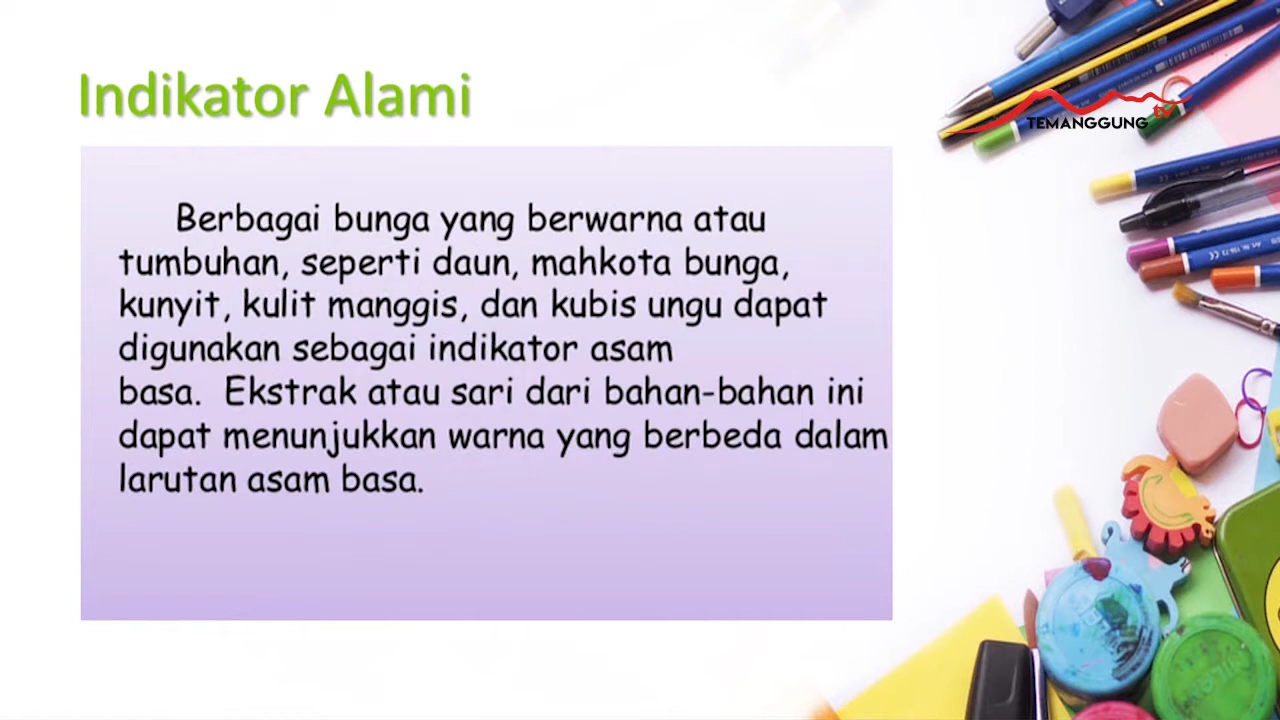 Indikator Alami
TEMANGGUNG tv
Berbagai bunga yang berwarna atau
tumbuhan, seperti daun, mahkota bunga,
kunyit, kulit manggis, dan kubis ungu dapat
digunakan sebagai indikator asam
basa.  Ekstrak atau sari dari bahan-bahan ini
dapat menunjukkan warna yang berbeda dalam
larutan asam basa.